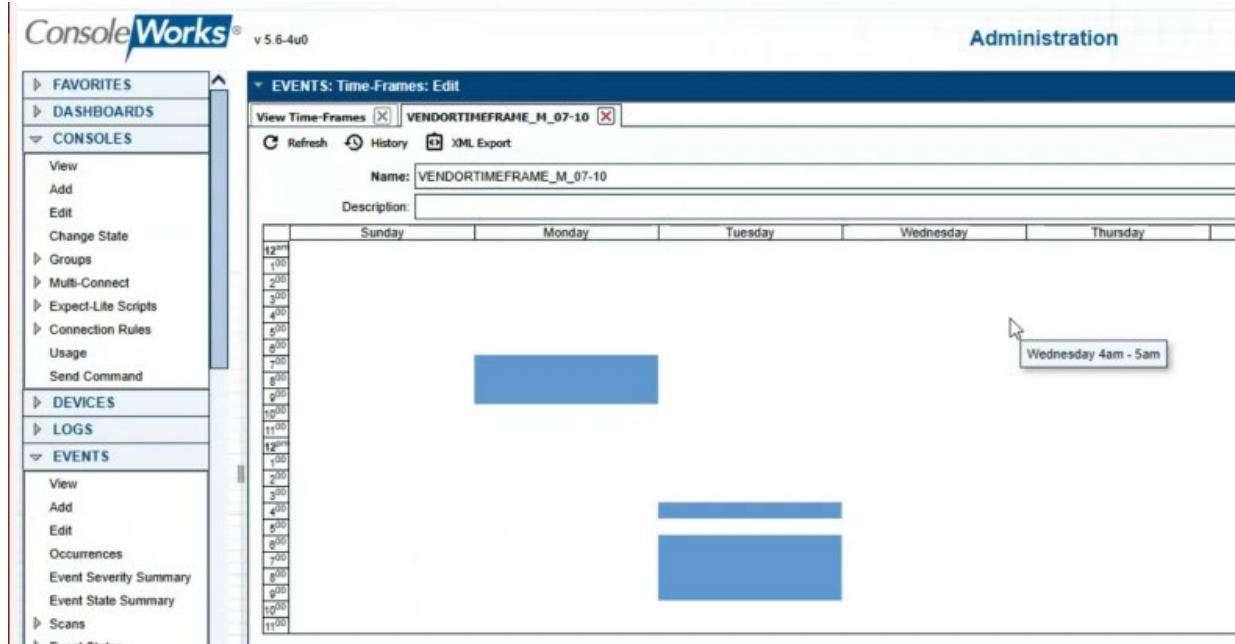 ConsoleWorks® v 5.6-4u0
Administration
FAVORITES
DASHBOARDS
CONSOLES
View
Add
Edit
Change State
Groups
Multi-Connect
Expect-Lite Scripts
Connection Rules
Usage
Send Command
DEVICES
LOGS
EVENTS
View
Add
Edit
Occurrences
Event Severity Summary
Event State Summary
Scans
EVENTS: Time-Frames: Edit
View Time-Frames VENDORTIMEFRAME_M_07-10
Refresh History XML Export
Name: VENDORTIMEFRAME_M_07-10
Description:
Sunday Monday Tuesday Wednesday Thursday
12am
100
200
300
400
500
600
700
800
900
1000
1100
12pm
100
200
300
400
500
600
700
800
900
1000
1100
Wednesday 4am - 5am